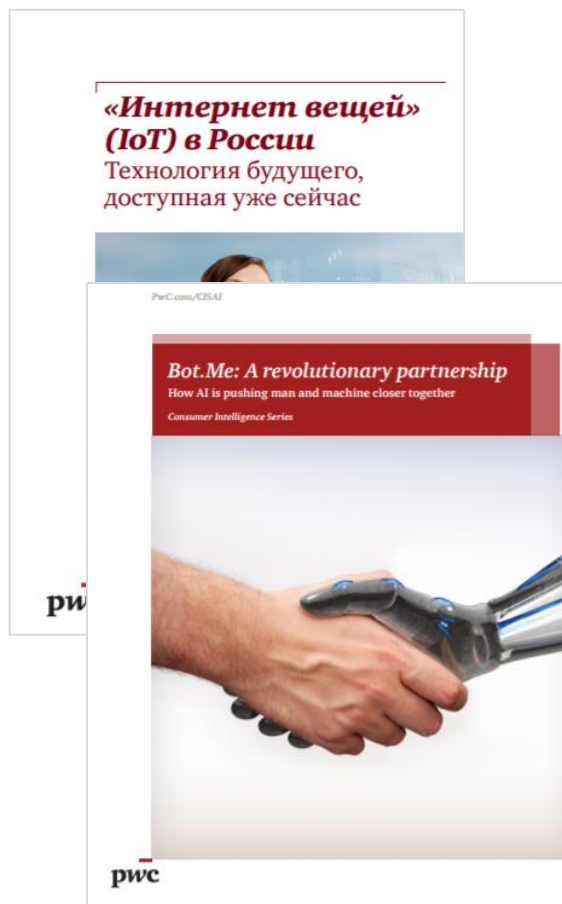 «Интернет вещей»
(IoT) в России
Технология будущего,
доступная уже сейчас
PwC.com/CISAI
Bot.Me: A revolutionary partnership
How AI is pushing man and machine closer together
Consumer Intelligence Series
pw
pwc